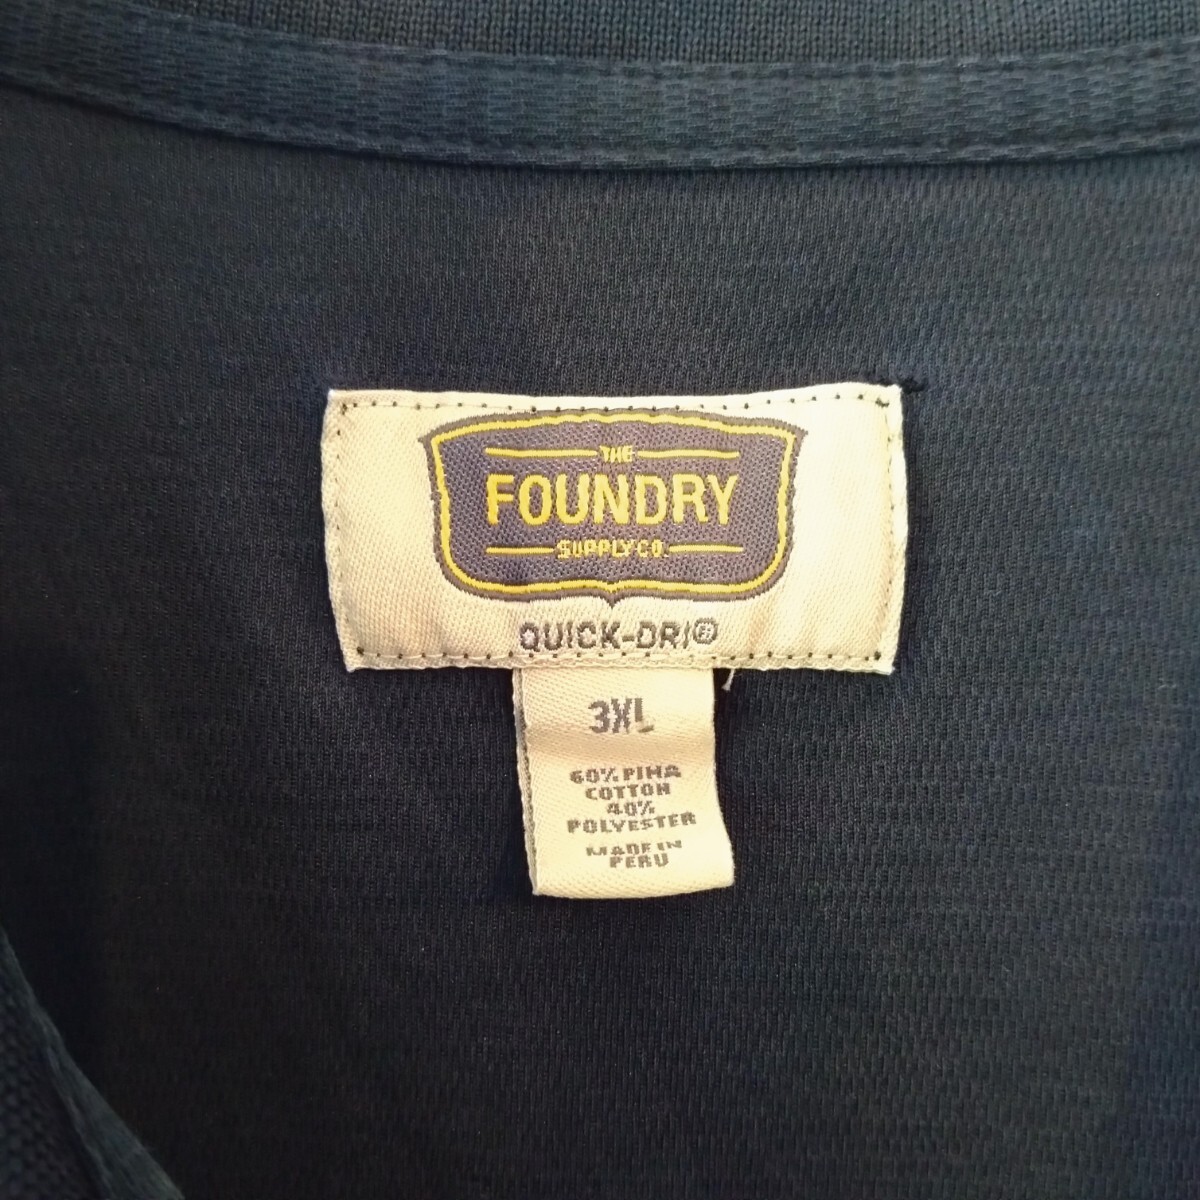 THE
FOUNDRY
SUPPLY CO.
QUICK-DRI®
3XL
60% PIMA
COTTON
40%
POLYESTER
MADE IN
PERU